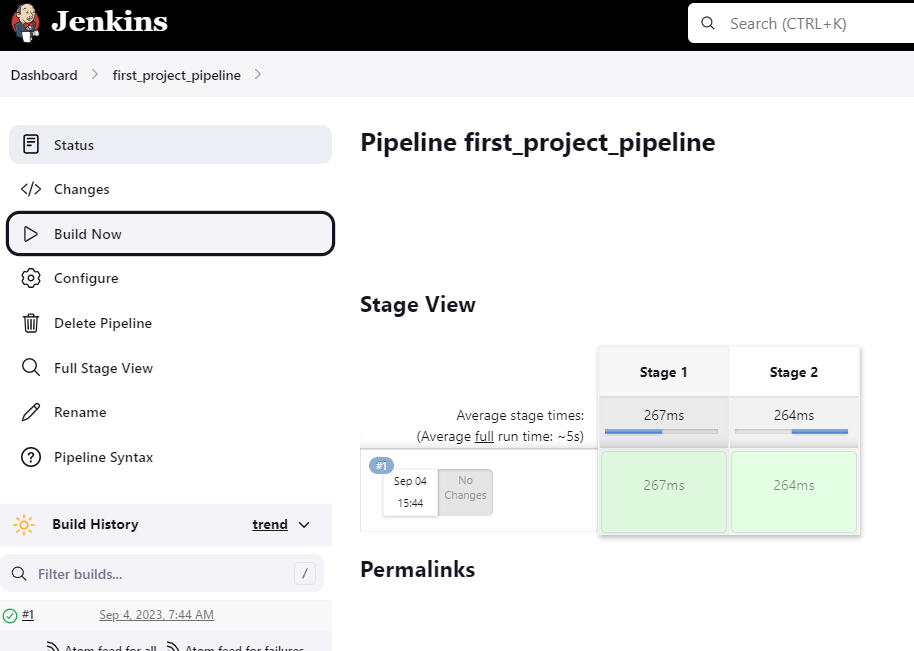 Jenkins
Search (CTRL+K)
Dashboard
first_project_pipeline
Status
Changes
Build Now
Configure
Delete Pipeline
Full Stage View
Rename
Pipeline Syntax
Build History
trend
Filter builds...
/
#1
Sep 4, 2023, 7:44 AM
Atom feed for all
Atom feed for failures
Pipeline first_project_pipeline
Stage View
Stage 1
Stage 2
Average stage times:
(Average full run time: ~5s)
267ms
264ms
#1
Sep 04
15:44
No
Changes
267ms
264ms
Permalinks